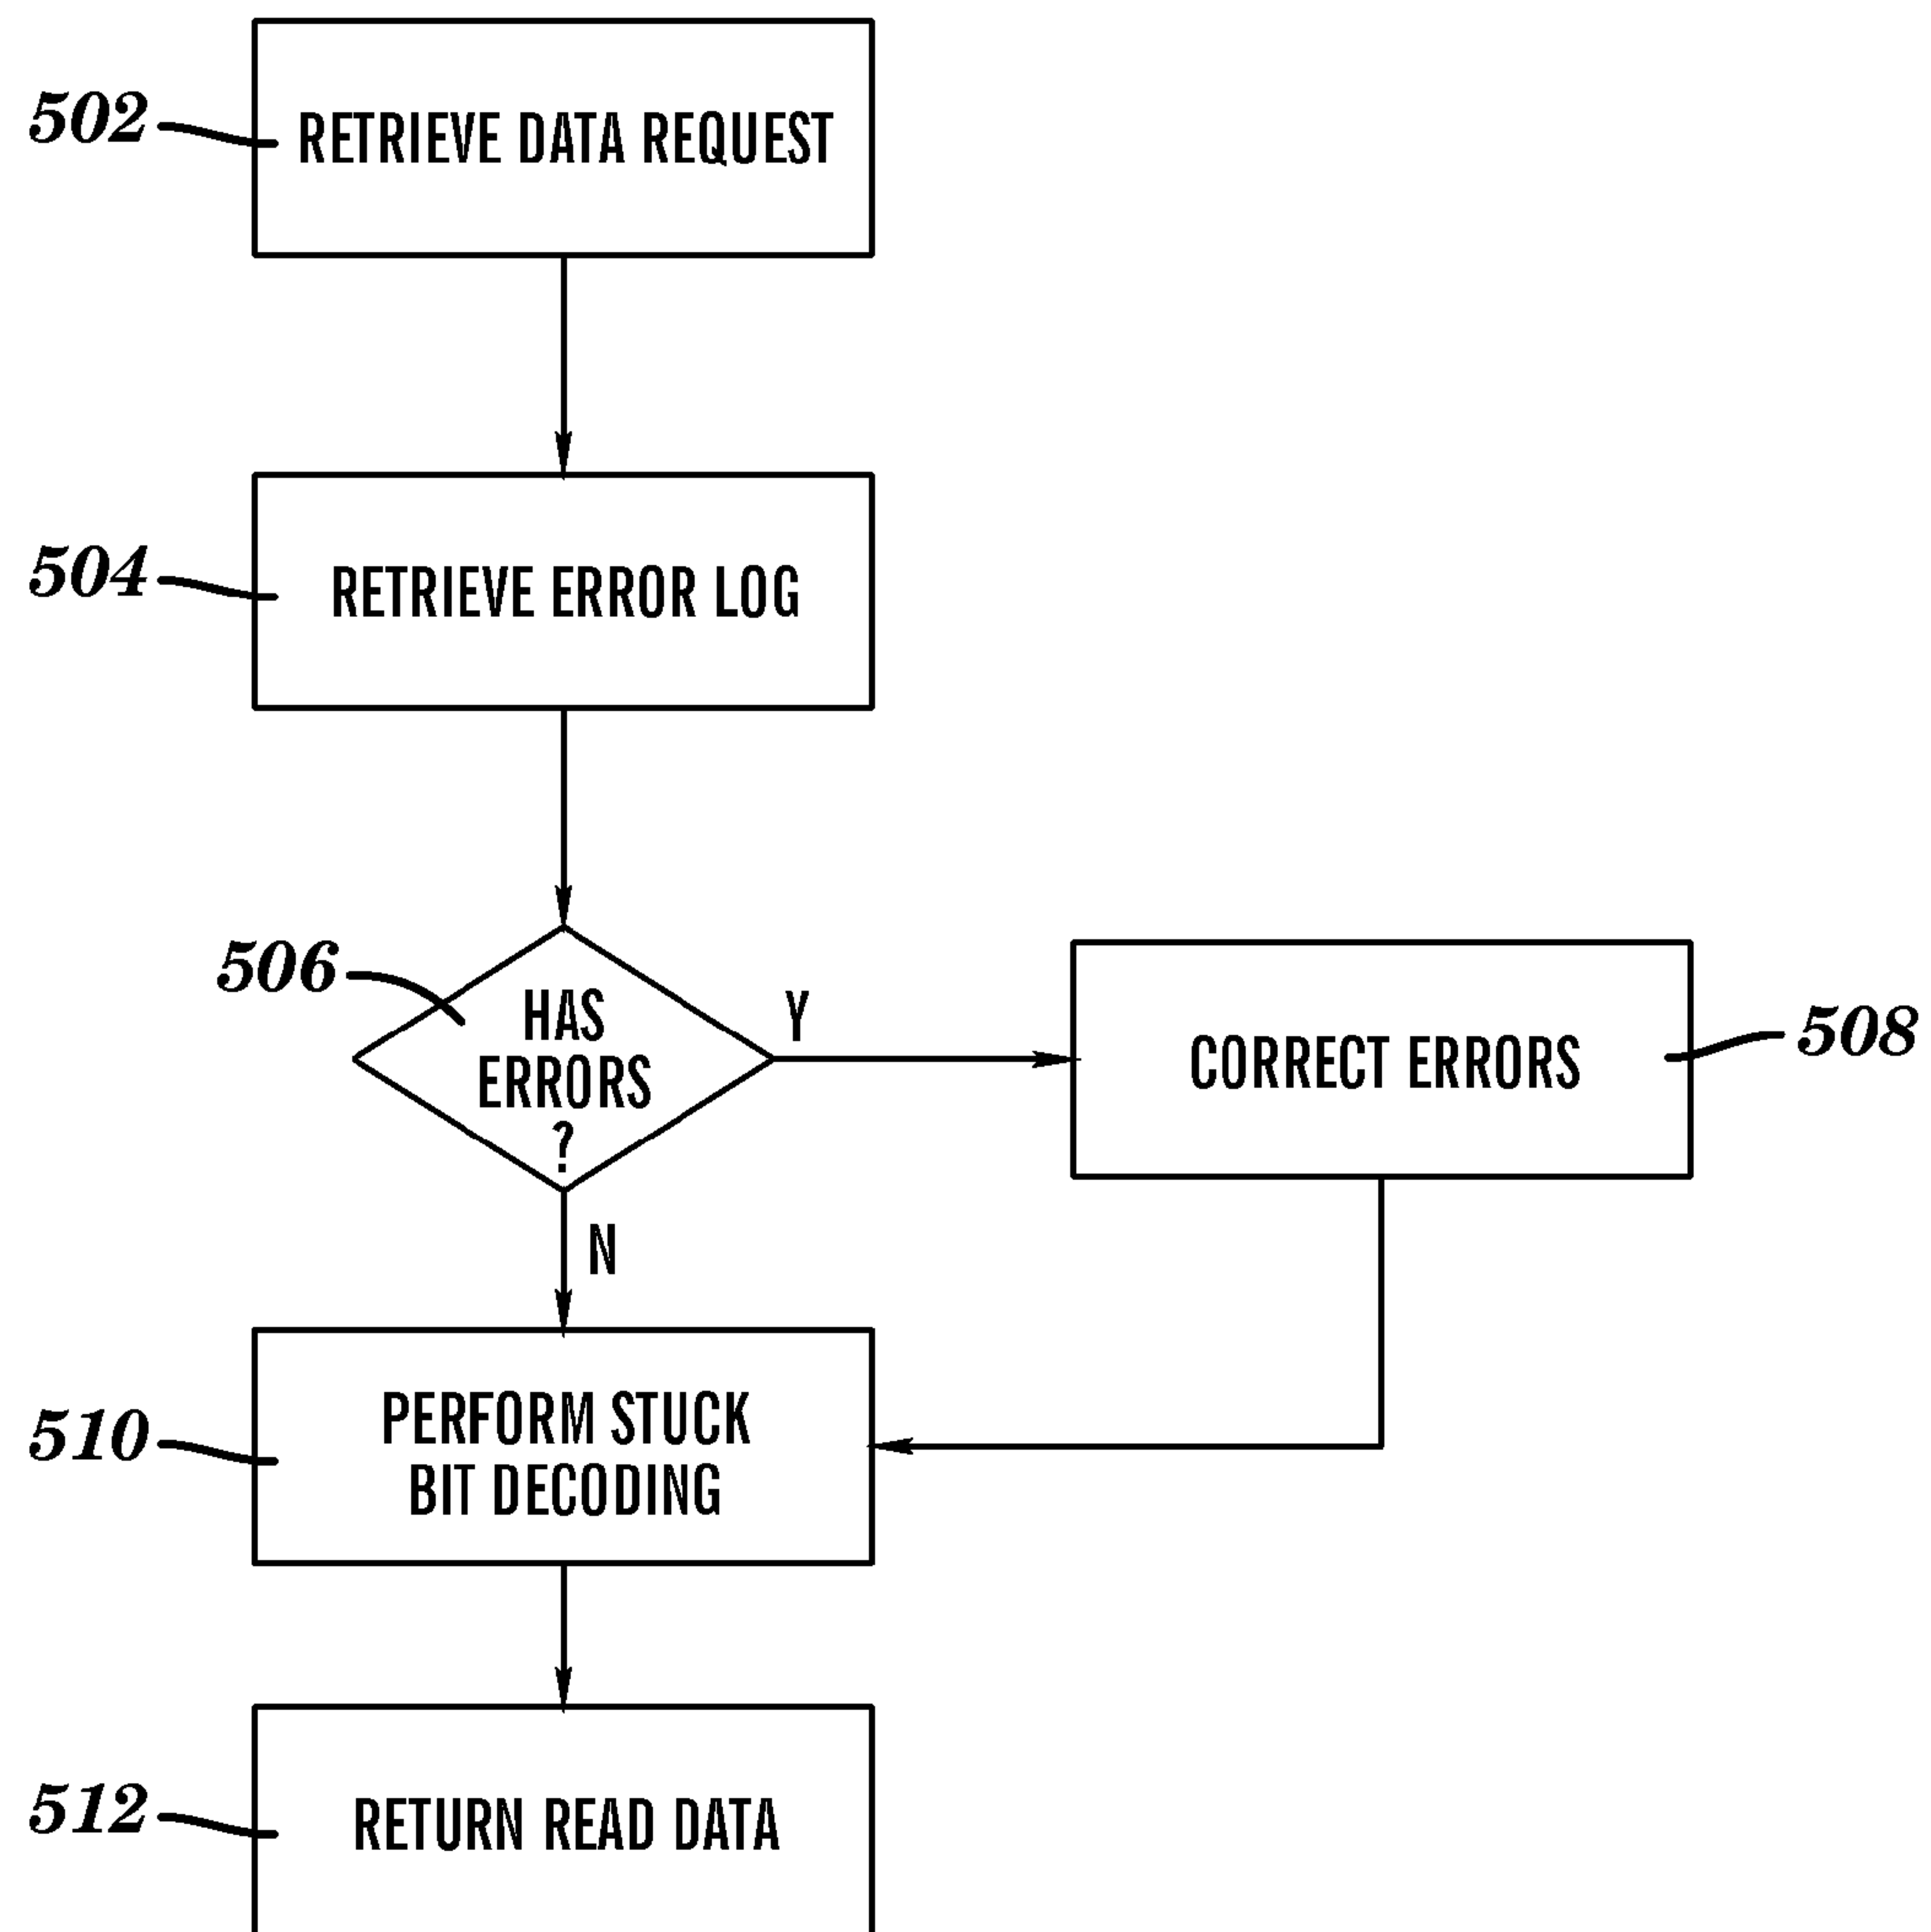 502
RETRIEVE DATA REQUEST
504
RETRIEVE ERROR LOG
506
HAS
ERRORS
?
Y
CORRECT ERRORS
508
N
510
PERFORM STUCK
BIT DECODING
512
RETURN READ DATA